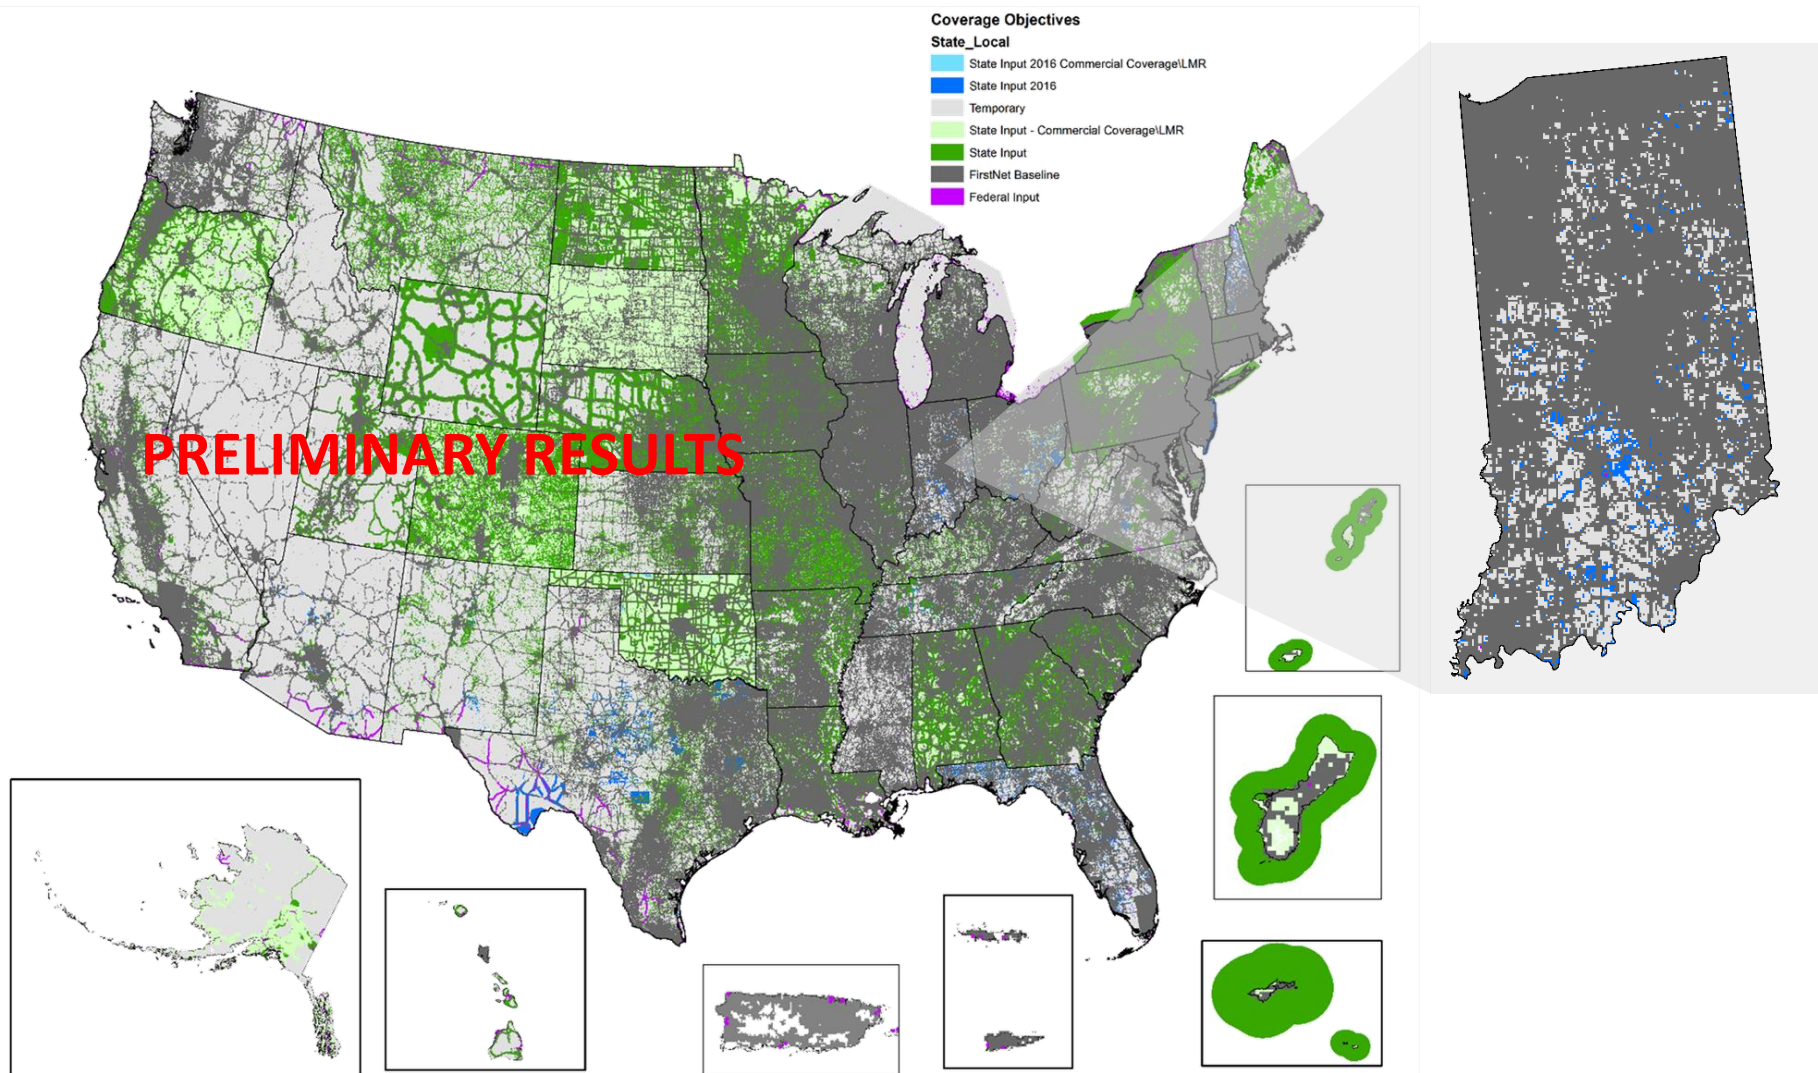 Coverage Objectives
State_Local
State Input 2016 Commercial Coverage\LMR
State Input 2016
Temporary
State Input - Commercial Coverage\LMR
State Input
FirstNet Baseline
Federal Input
PRELIMINARY RESULTS